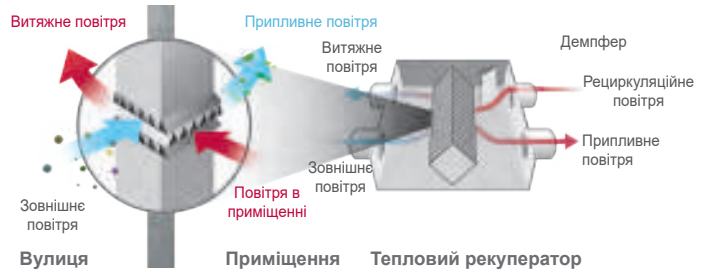 Витяжне повітря
Припливне повітря
Витяжне
повітря
Демпфер
Рециркуляційне
повітря
Припливне
повітря
Зовнішнє
повітря
Повітря в
приміщенні
Зовнішнє
повітря
Вулиця
Приміщення
Тепловий рекуператор